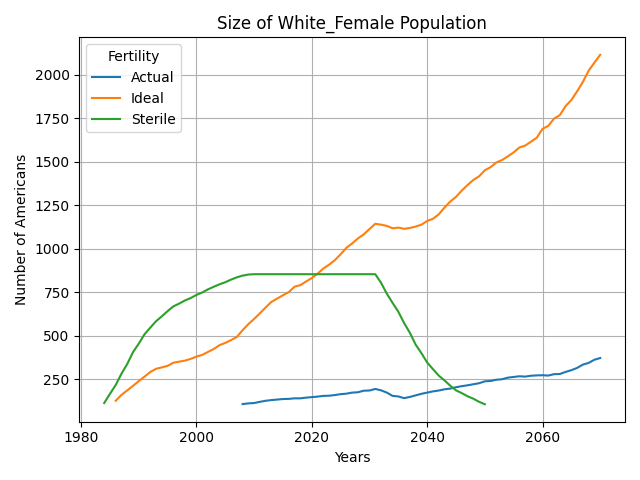 Size of White_Female Population
Fertility
Actual
Ideal
Sterile
Number of Americans
2000
1750
1500
1250
1000
750
500
250
1980
2000
2020
2040
2060
Years